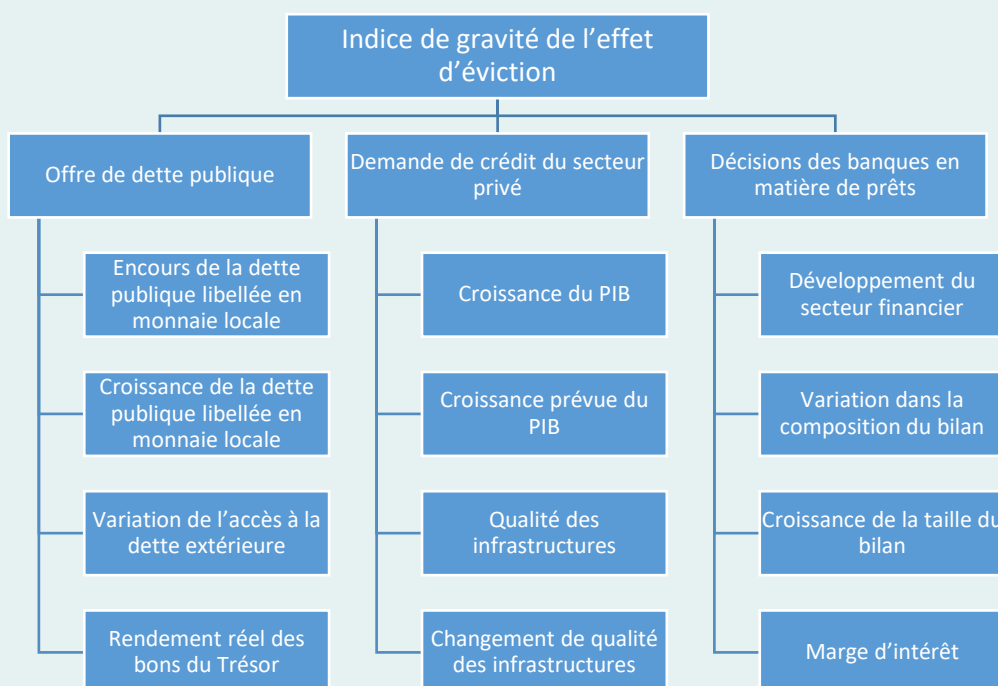 Indice de gravité de l’effet
d’éviction
Offre de dette publique
Encours de la dette
publique libellée en
monnaie locale
Croissance de la dette
publique libellée en
monnaie locale
Variation de l’accès à la
dette extérieure
Rendement réel des
bons du Trésor
Demande de crédit du secteur
privé
Croissance du PIB
Croissance prévue du
PIB
Qualité des
infrastructures
Changement de qualité
des infrastructures
Décisions des banques en
matière de prêts
Développement du
secteur financier
Variation dans la
composition du bilan
Croissance de la taille du
bilan
Marge d’intérêt